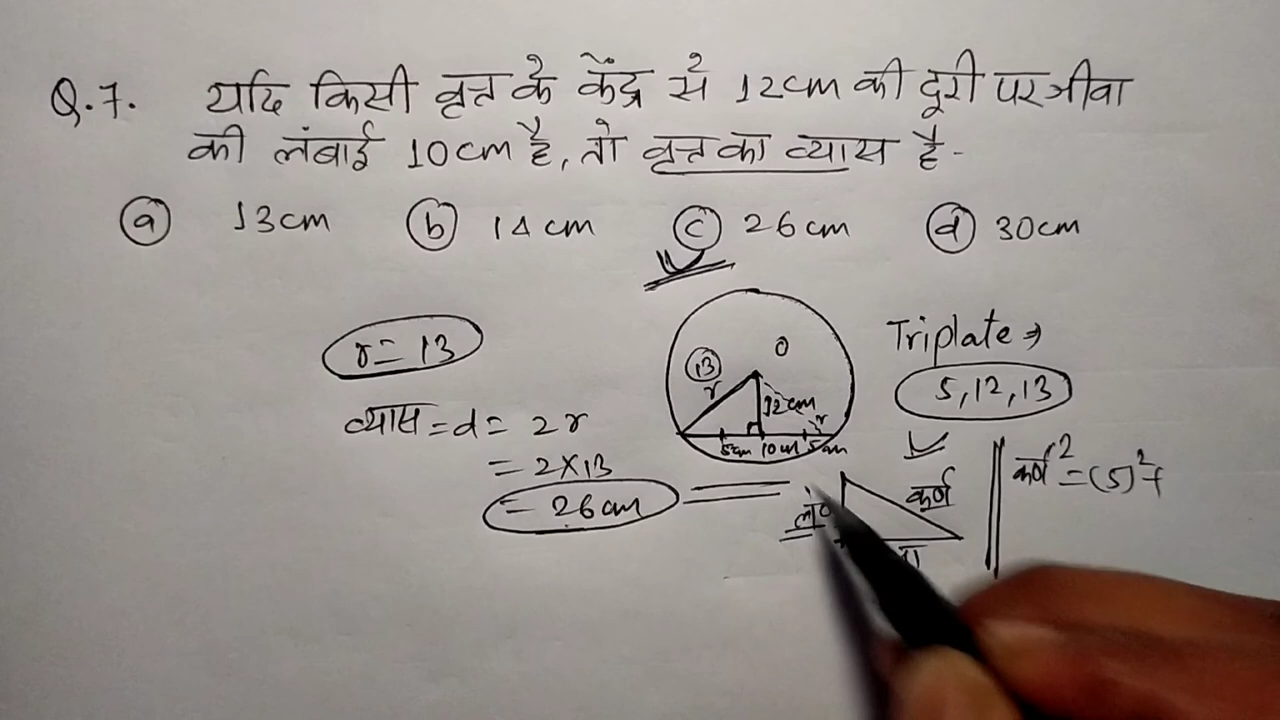 Q.7. यदि किसी वृत्त के केंद्र से 12cm की दूरी पर जीवा
की लंबाई 10cm है, तो वृत्त का व्यास है-
(a) 13cm (b) 14cm (c) 26cm (d) 30cm
r=13
व्यास = d = 2r
= 2×13
= 26cm
O
13
r
12cm
r
5cm 10cm 5cm
Triplate →
5,12,13
कर्ण
कर्ण² = (5)²+